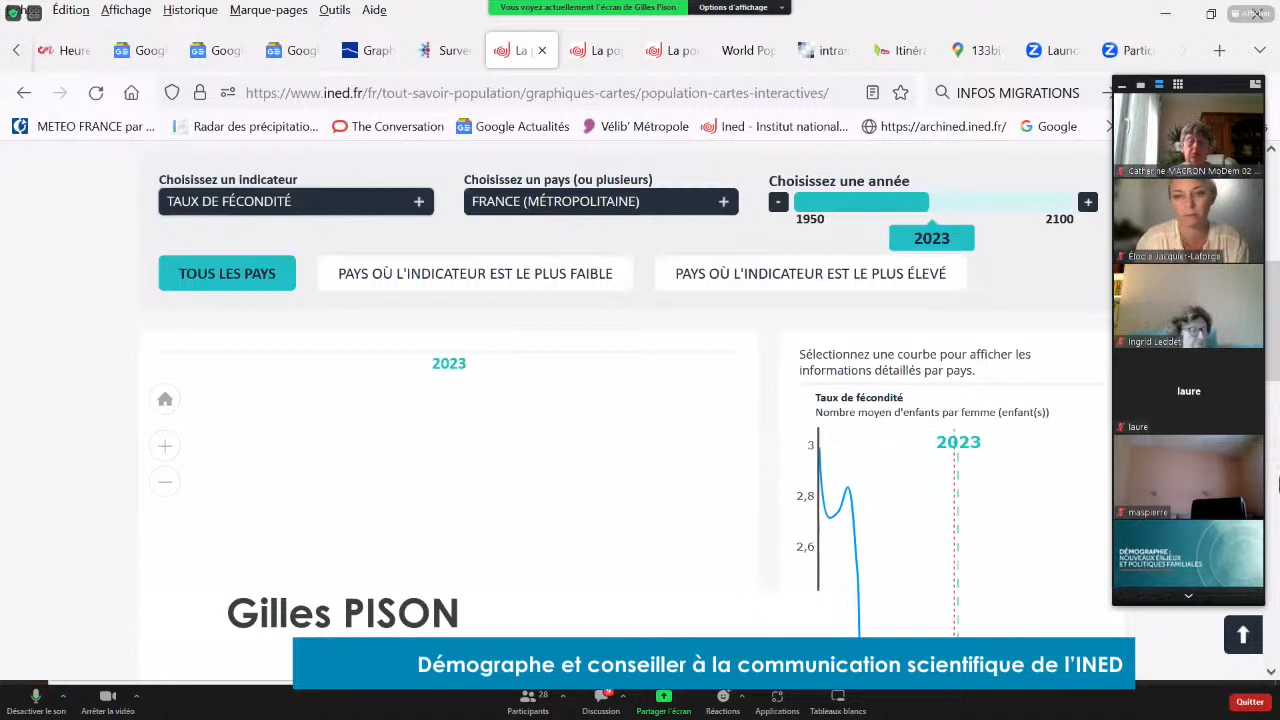 Édition Affichage Historique Marque-pages Outils Aide
Vous voyez actuellement l'écran de Gilles Pison Options d'affichage
Afficher
Heure Goog Goog Goog Graph Surve La p La po La po World Pop intran Itinéra 133bi Launc Partic
https://www.ined.fr/fr/tout-savoir-population/graphiques-cartes/population-cartes-interactives/ INFOS MIGRATIONS
METEO FRANCE par ... Radar des précipitatio... The Conversation Google Actualités Vélib' Métropole Ined - Institut national... https://archined.ined.fr/ Google
Choisissez un indicateur
TAUX DE FÉCONDITÉ +
Choisissez un pays (ou plusieurs)
FRANCE (MÉTROPOLITAINE) +
Choisissez une année
- +
1950 2100
2023
TOUS LES PAYS PAYS OÙ L'INDICATEUR EST LE PLUS FAIBLE PAYS OÙ L'INDICATEUR EST LE PLUS ÉLEVÉ
2023
Sélectionnez une courbe pour afficher les
informations détaillés par pays.
Taux de fécondité
Nombre moyen d'enfants par femme (enfant(s))
2023
3
2,8
2,6
Catherine MACRON MoDem 02 ...
Élodie Jacquier-Laforge
Ingrid Leddet
laure
laure
maspierre
DÉMOGRAPHIE :
NOUVEAUX ENJEUX
ET POLITIQUES FAMILIALES
Gilles PISON
Démographe et conseiller à la communication scientifique de l'INED
Désactiver le son Arrêter la vidéo Participants 28 Discussion Partager l'écran Réactions Applications Tableaux blancs Quitter